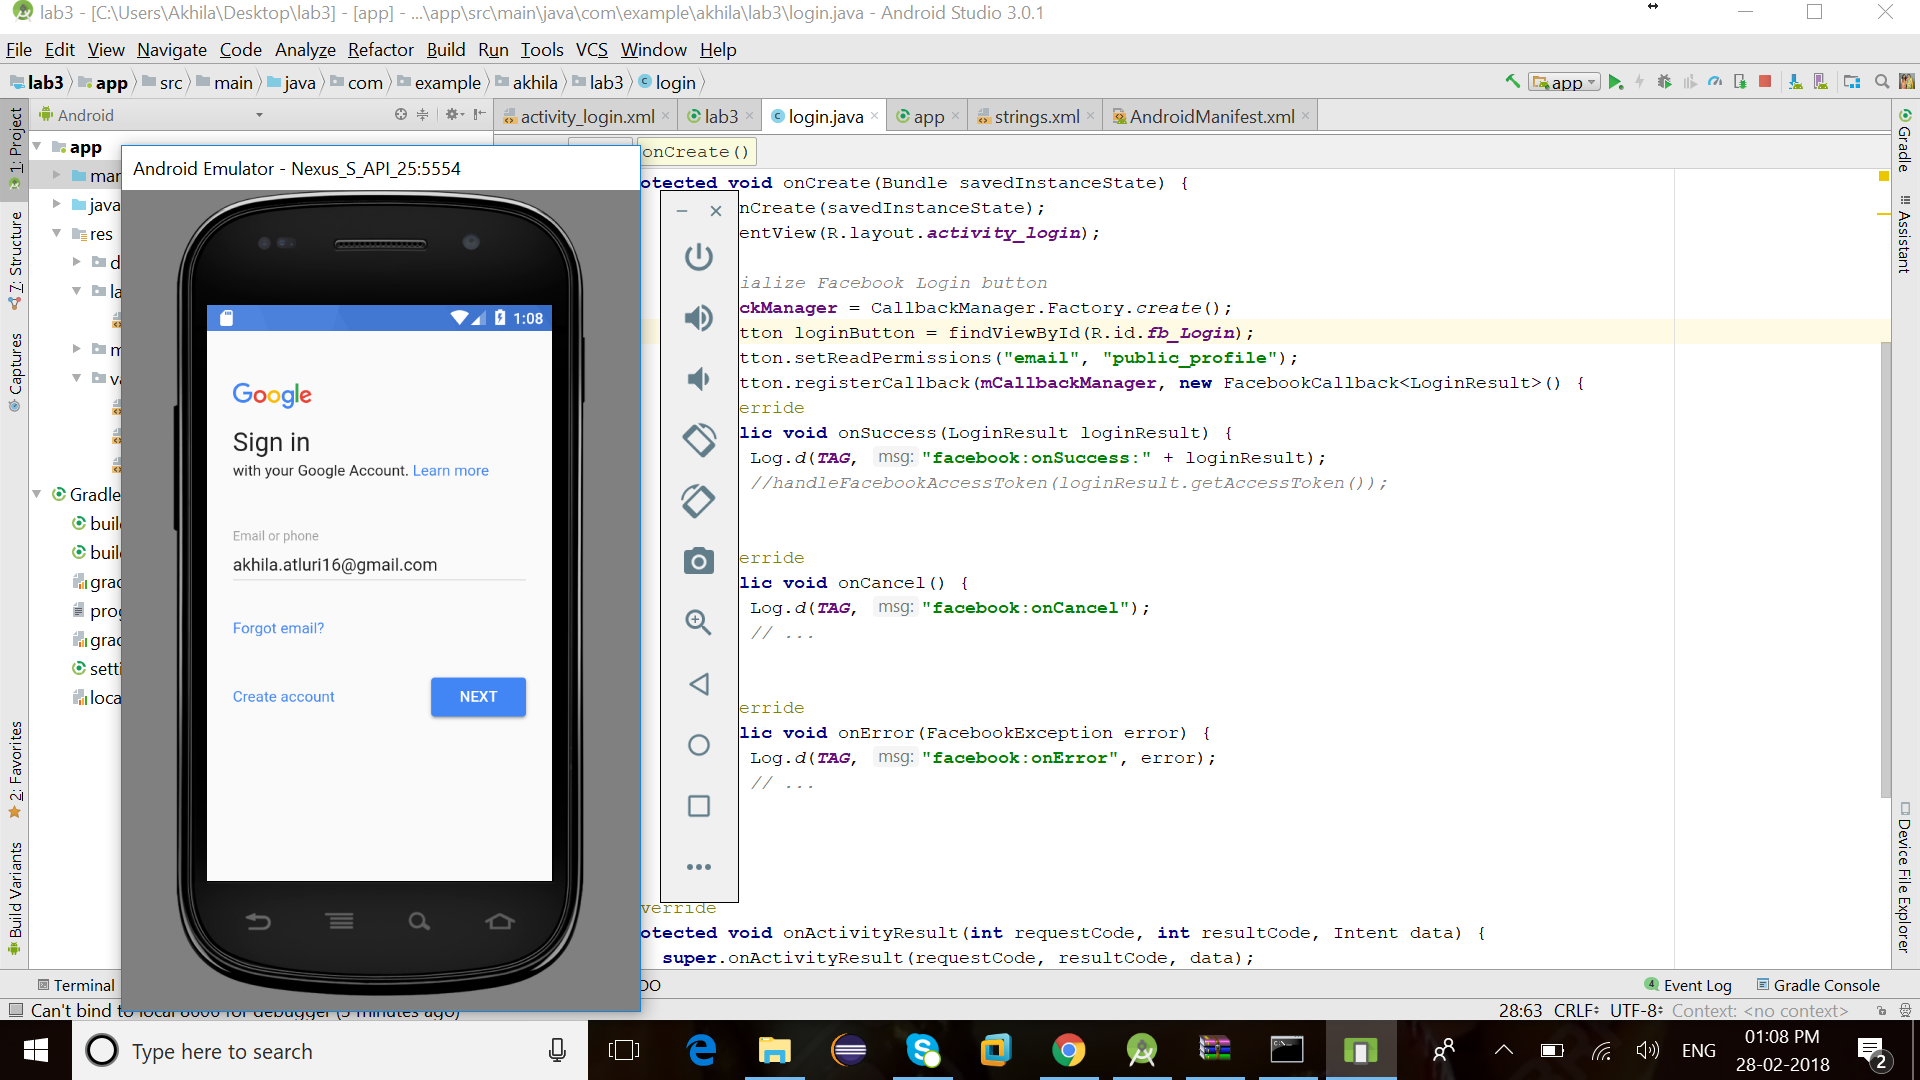 lab3 - [C:\Users\Akhila\Desktop\lab3] - [app] - ...\app\src\main\java\com\example\akhila\lab3\login.java - Android Studio 3.0.1
File Edit View Navigate Code Analyze Refactor Build Run Tools VCS Window Help
lab3 app src main java com example akhila lab3 login
app
Android
activity_login.xml lab3 login.java app strings.xml AndroidManifest.xml
1: Project
7: Structure
Captures
2: Favorites
Build Variants
app
java
res
Gradle
Android Emulator - Nexus_S_API_25:5554
1:08
Google
Sign in
with your Google Account. Learn more
Email or phone
akhila.atluri16@gmail.com
Forgot email?
Create account NEXT
onCreate()
otected void onCreate(Bundle savedInstanceState) {
nCreate(savedInstanceState);
entView(R.layout.activity_login);
ialize Facebook Login button
ckManager = CallbackManager.Factory.create();
tton loginButton = findViewById(R.id.fb_Login);
tton.setReadPermissions("email", "public_profile");
tton.registerCallback(mCallbackManager, new FacebookCallback<LoginResult>() {
erride
lic void onSuccess(LoginResult loginResult) {
Log.d(TAG, msg: "facebook:onSuccess:" + loginResult);
//handleFacebookAccessToken(loginResult.getAccessToken());
erride
lic void onCancel() {
Log.d(TAG, msg: "facebook:onCancel");
// ...
erride
lic void onError(FacebookException error) {
Log.d(TAG, msg: "facebook:onError", error);
// ...
verride
otected void onActivityResult(int requestCode, int resultCode, Intent data) {
super.onActivityResult(requestCode, resultCode, data);
Gradle
Assistant
Device File Explorer
Terminal DO 4 Event Log Gradle Console
Can't bind to local 8600 for debugger (5 minutes ago) 28:63 CRLF UTF-8 Context: <no context>
Type here to search ENG 01:08 PM
28-02-2018
2